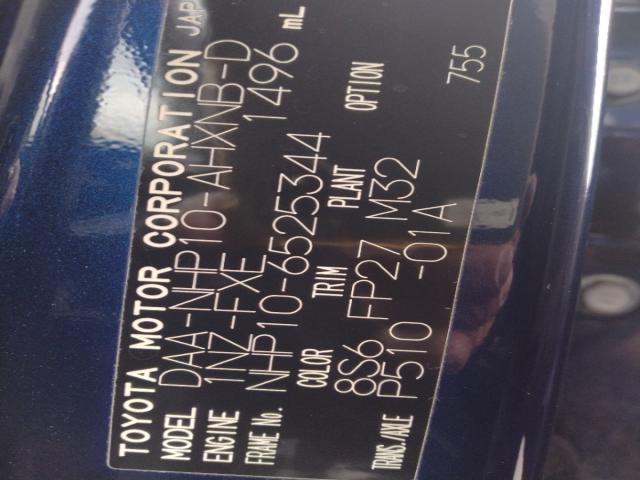 TOYOTA MOTOR CORPORATION JAP
MODEL DAA-NHP10-AHXNB-D
ENGINE 1NZ-FXE 1496 mL
FRAME No. NHP10-6525344
COLOR TRIM PLANT OPTION
8S6 FP27 M32
TRANS./AXLE P510 -01A 755